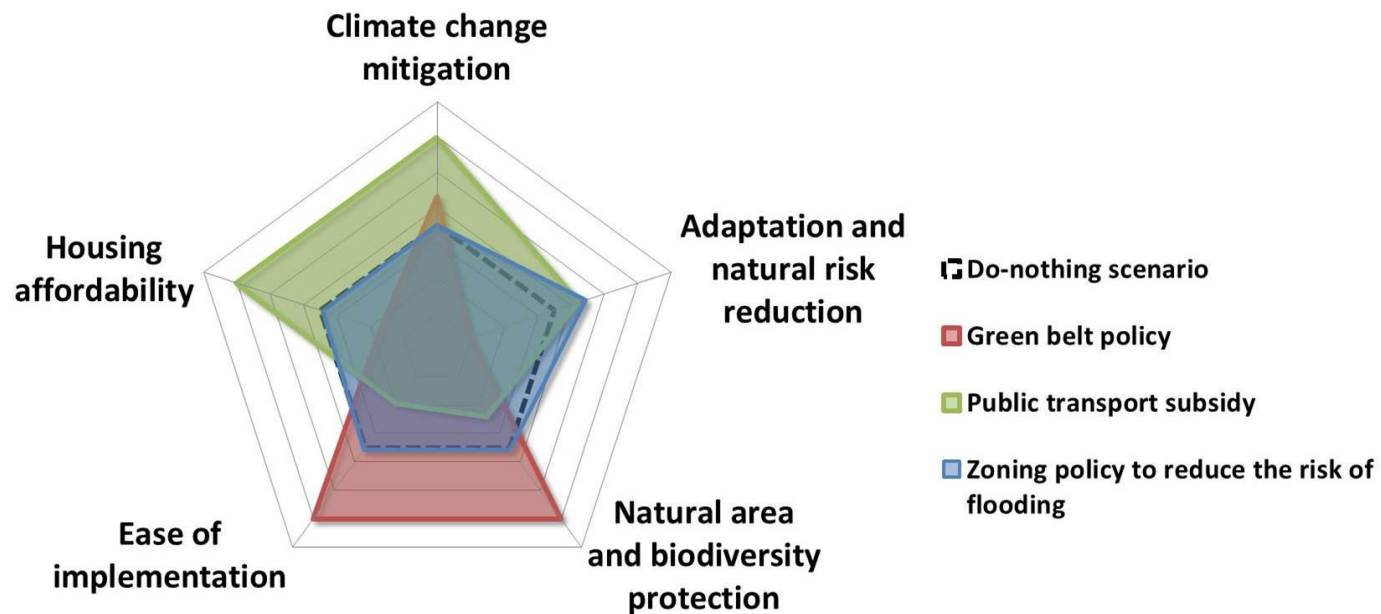 Climate change
mitigation
Adaptation and
natural risk
reduction
Housing
affordability
Do-nothing scenario
Green belt policy
Public transport subsidy
Zoning policy to reduce the risk of
flooding
Natural area
and biodiversity
protection
Ease of
implementation